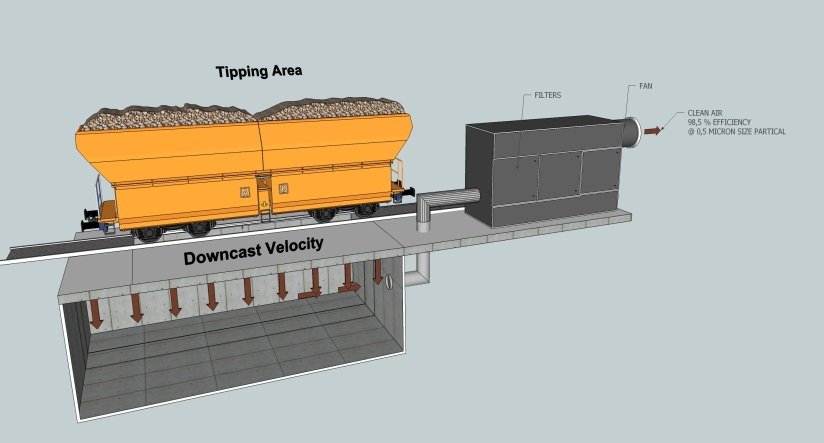 Tipping Area
FILTERS
FAN
CLEAN AIR
98,5 % EFFICIENCY
@ 0,5 MICRON SIZE PARTICAL
Downcast Velocity